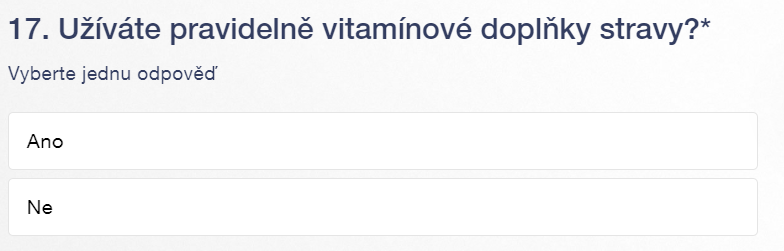 17. Užíváte pravidelně vitamínové doplňky stravy?*
Vyberte jednu odpověď
Ano
Ne